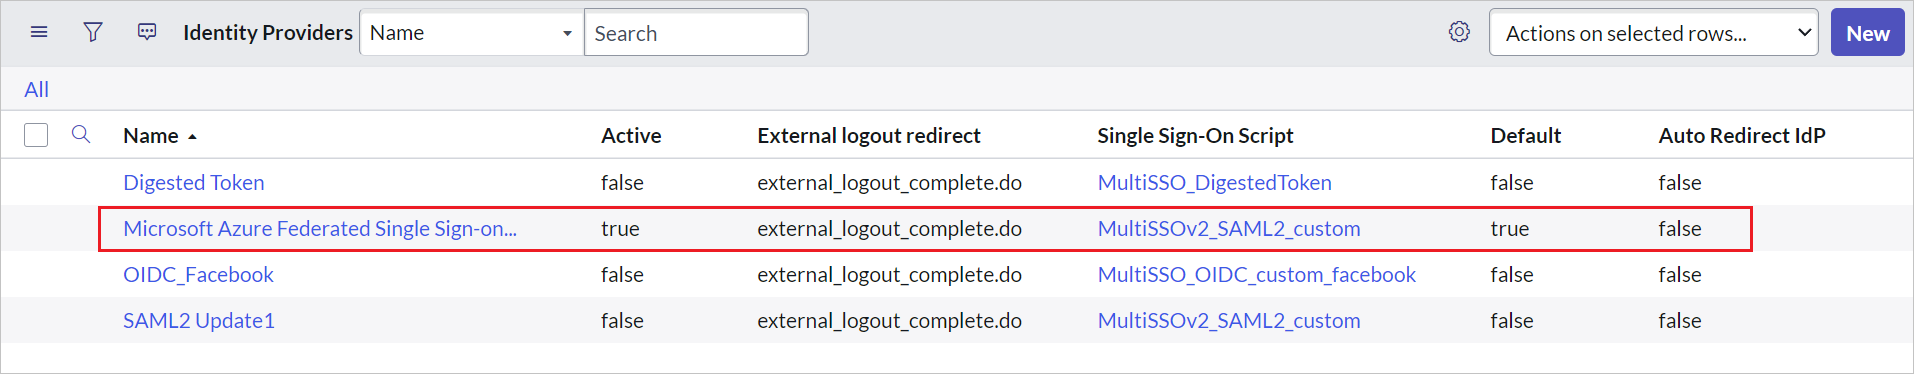 Identity Providers Name Search Actions on selected rows... New
All
Name Active External logout redirect Single Sign-On Script Default Auto Redirect IdP
Digested Token false external_logout_complete.do MultiSSO_DigestedToken false false
Microsoft Azure Federated Single Sign-on... true external_logout_complete.do MultiSSOv2_SAML2_custom true false
OIDC_Facebook false external_logout_complete.do MultiSSO_OIDC_custom_facebook false false
SAML2 Update1 false external_logout_complete.do MultiSSOv2_SAML2_custom false false